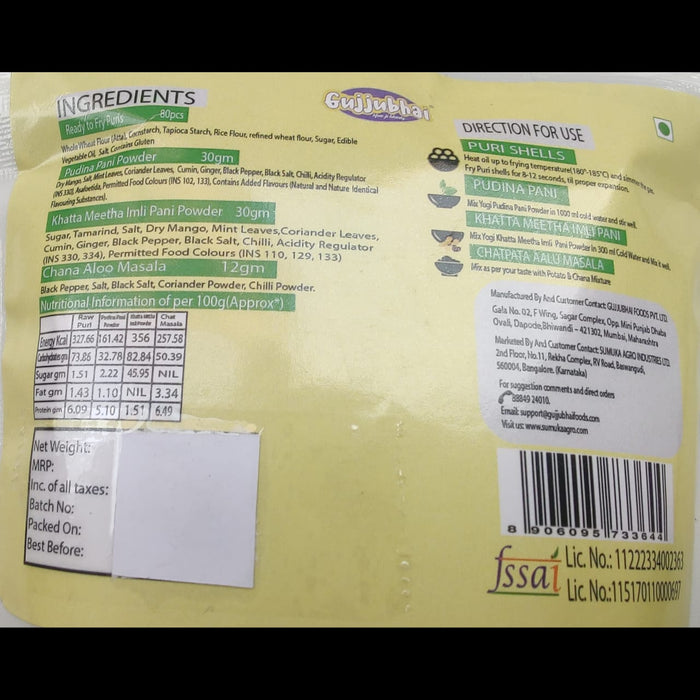 Gujjubhai
INGREDIENTS
Ready to Fry Puris 80pcs
Whole Wheat Flour (Atta), Cornstarch, Tapioca Starch, Rice Flour, refined wheat flour, Sugar, Edible
Vegetable Oil, Salt, Contains Gluten
Pudina Pani Powder 30gm
Dry Mango, Salt, Mint Leaves, Coriander Leaves, Cumin, Ginger, Black Pepper, Black Salt, Chilli, Acidity Regulator
(INS 330), Asafoetida, Permitted Food Colours (INS 102, 133), Contains Added Flavours (Natural and Nature Identical
Flavouring Substances).
Khatta Meetha Imli Pani Powder 30gm
Sugar, Tamarind, Salt, Dry Mango, Mint Leaves,Coriander Leaves,
Cumin, Ginger, Black Pepper, Black Salt, Chilli, Acidity Regulator
(INS 330, 334), Permitted Food Colours (INS 110, 129, 133)
Chana Aloo Masala 12gm
Black Pepper, Salt, Black Salt, Coriander Powder, Chilli Powder.
Nutritional Information of per 100g(Approx*)
Raw Puri Pudina Pani Powder Khatta Meetha Imli Powder Chat Masala
Energy Kcal 327.66 161.42 356 257.58
Carbohydrates gm 73.86 32.78 82.84 50.39
Sugar gm 1.51 2.22 45.95 NIL
Fat gm 1.43 1.10 NIL 3.34
Protein gm 6.09 5.10 1.51 6.49
Net Weight:
MRP:
Inc. of all taxes:
Batch No:
Packed On:
Best Before:
DIRECTION FOR USE
PURI SHELLS
Heat oil up to frying temperature(180°-185°C) and simmer the gas.
Fry Puri shells for 8-12 seconds, til proper expansion.
PUDINA PANI
Mix Yogi Pudina Pani Powder in 1000 ml cold water and stir well.
KHATTA MEETHA IMLI PANI
Mix Yogi Khatta Meetha Imli Pani Powder in 300 ml Cold Water and Mix it well.
CHATPATA AALU MASALA
Mix as per your taste with Potato & Chana Mixture
Manufactured By And Customer Contact: GUJJUBHAI FOODS PVT. LTD.
Gala No. 02, F Wing, Sagar Complex, Opp. Mini Punjab Dhaba
Ovali, Dapode,Bhiwandi - 421302, Mumbai, Maharashtra
Marketed By And Customer Contact: SUMUKA AGRO INDUSTRIES LTD.
2nd Floor, No.11, Rekha Complex, RV Road, Baswangudi,
560004, Bangalore. (Karnataka)
For suggestion comments and direct orders
88849 24010.
Email: support@gujjubhaifoods.com
Visit us: www.sumukaagro.com
8 906095 733644
fssai
Lic. No.: 11222334002363
Lic. No.:11517011000697